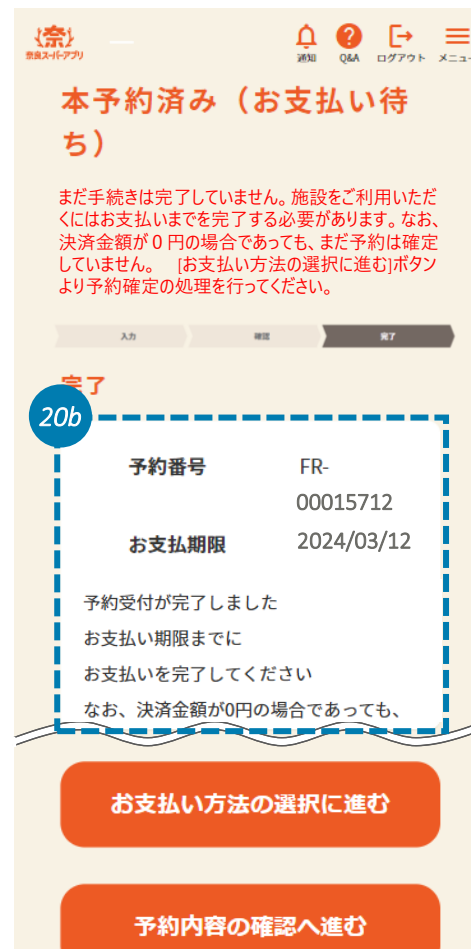 {奈}
奈良スーパーアプリ
通知 Q&A ログアウト メニュー
本予約済み（お支払い待
ち）
まだ手続きは完了していません。施設をご利用いただ
くにはお支払いまでを完了する必要があります。なお、
決済金額が０円の場合であっても、まだ予約は確定
していません。 [お支払い方法の選択に進む]ボタン
より予約確定の処理を行ってください。
入力 確認 完了
完了
20b
予約番号 FR-
00015712
お支払期限 2024/03/12
予約受付が完了しました
お支払い期限までに
お支払いを完了してください
なお、決済金額が0円の場合であっても、
お支払い方法の選択に進む
予約内容の確認へ進む